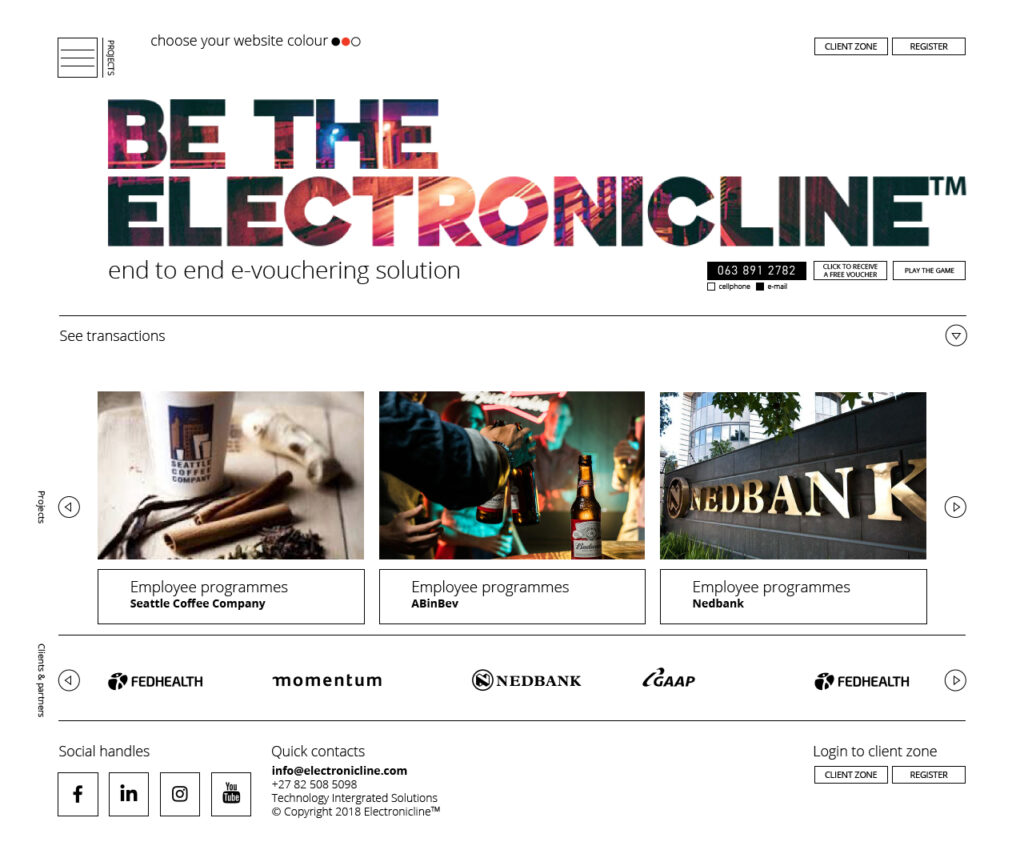 PROJECTS
choose your website colour
CLIENT ZONE
REGISTER
BE THE
ELECTRONICLINE™
end to end e-vouchering solution
063 891 2782
cellphone
e-mail
CLICK TO RECEIVE
A FREE VOUCHER
PLAY THE GAME
See transactions
Projects
SEATTLE
COFFEE
COMPANY
Budweiser
Budweiser
NEDBANK
Employee programmes
Seattle Coffee Company
Employee programmes
ABinBev
Employee programmes
Nedbank
Clients & partners
FEDHEALTH
momentum
NEDBANK
GAAP
FEDHEALTH
Social handles
You
Tube
Quick contacts
info@electronicline.com
+27 82 508 5098
Technology Intergrated Solutions
© Copyright 2018 Electronicline™
Login to client zone
CLIENT ZONE
REGISTER